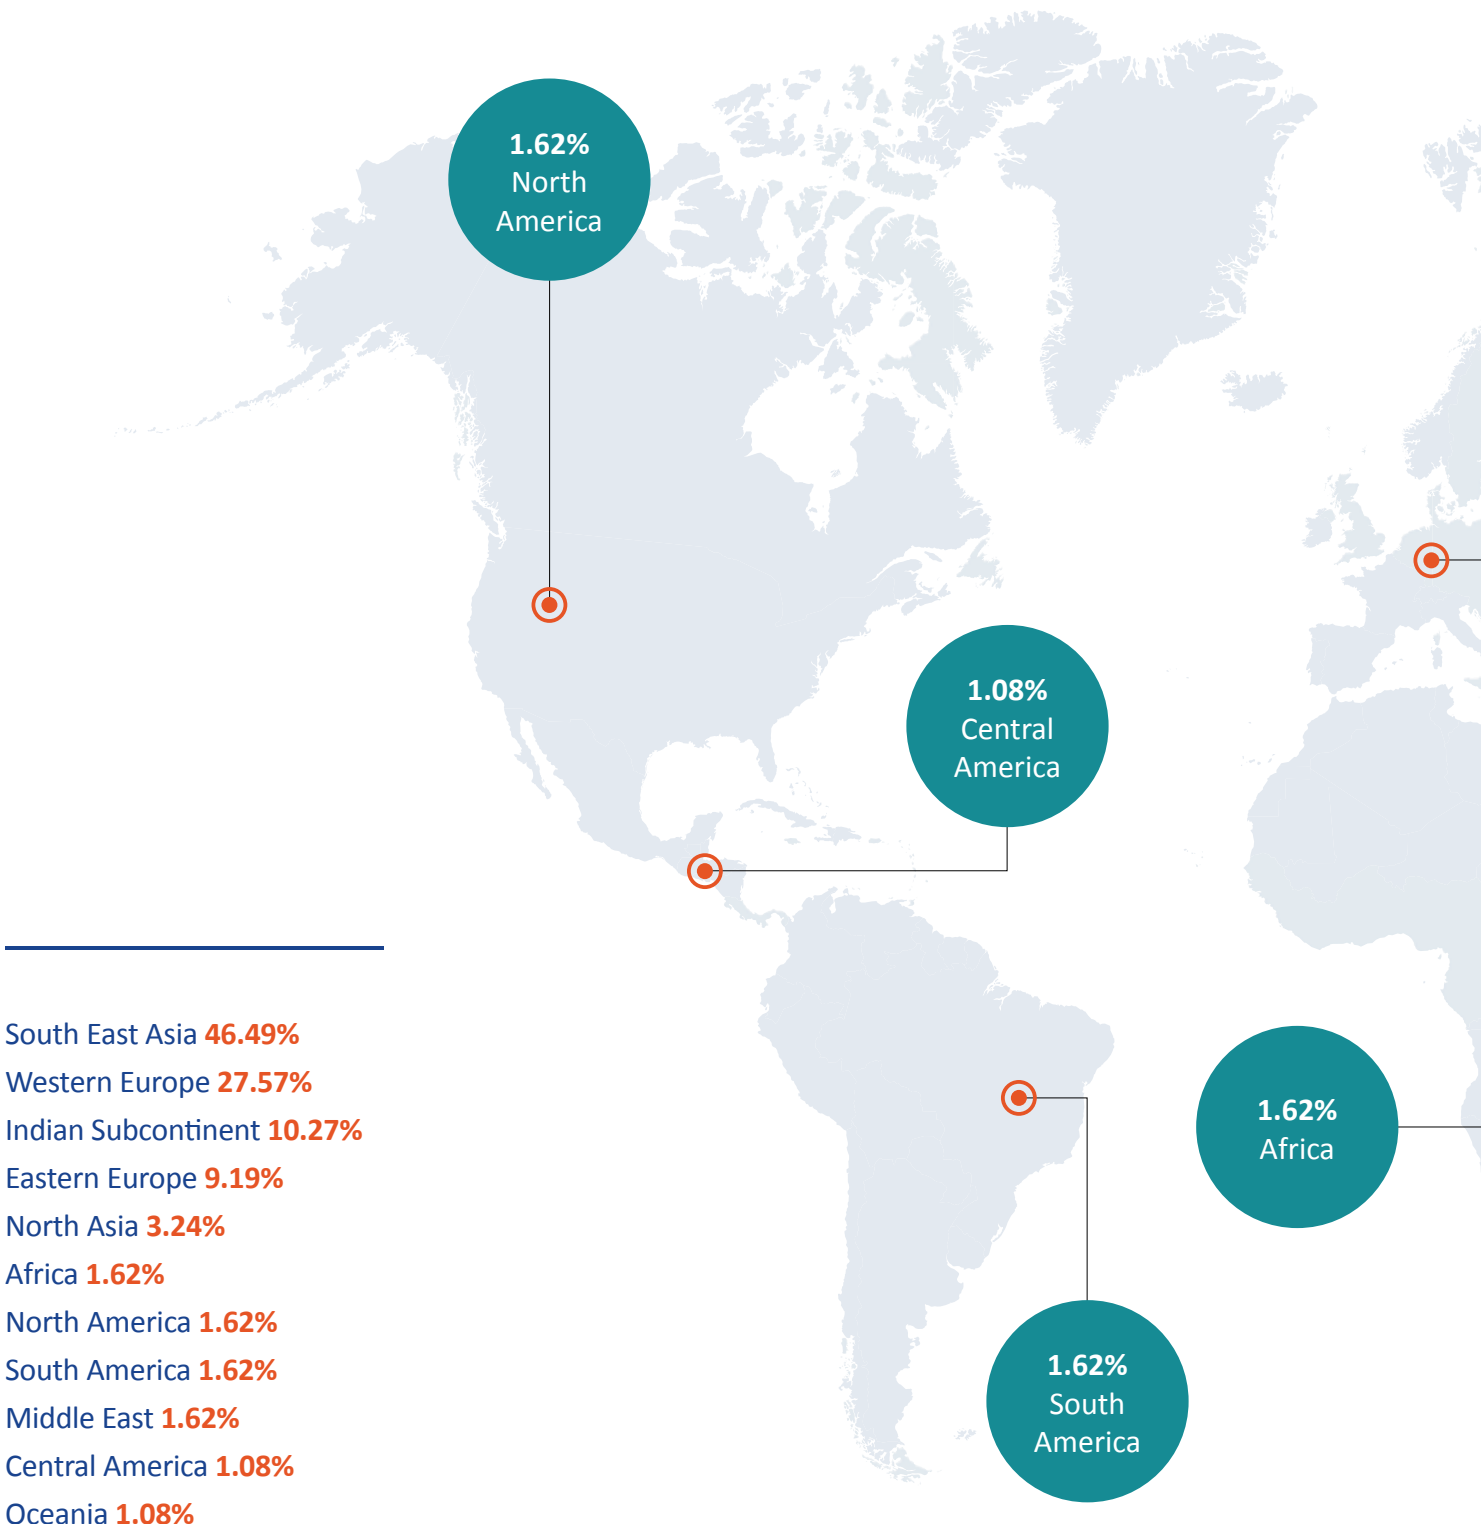 1.62%
North
America
1.08%
Central
America
South East Asia 46.49%
Western Europe 27.57%
Indian Subcontinent 10.27%
Eastern Europe 9.19%
North Asia 3.24%
Africa 1.62%
North America 1.62%
South America 1.62%
Middle East 1.62%
Central America 1.08%
Oceania 1.08%
1.62%
Africa
1.62%
South
America